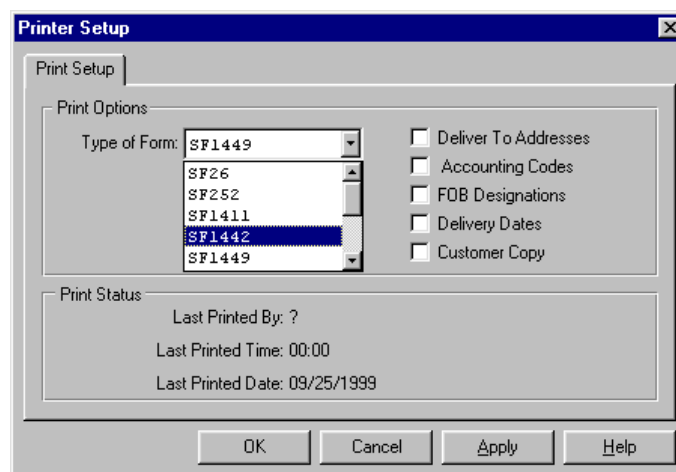 Printer Setup
Print Setup
Print Options
Type of Form: SF1449
SF26
SF252
SF1411
SF1442
SF1449
Deliver To Addresses
Accounting Codes
FOB Designations
Delivery Dates
Customer Copy
Print Status
Last Printed By: ?
Last Printed Time: 00:00
Last Printed Date: 09/25/1999
OK Cancel Apply Help